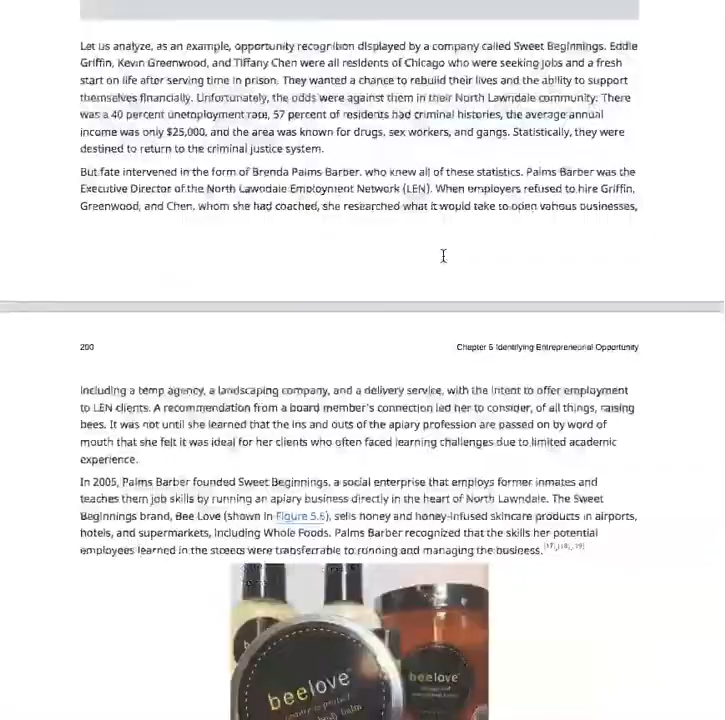 Let us analyze, as an example, opportunity recognition displayed by a company called Sweet Beginnings. Eddie
Griffin, Kevin Greenwood, and Tiffany Chen were all residents of Chicago who were seeking jobs and a fresh
start on life after serving time in prison. They wanted a chance to rebuild their lives and the ability to support
themselves financially. Unfortunately, the odds were against them in their North Lawndale community: There
was a 40 percent unemployment rate, 57 percent of residents had criminal histories, the average annual
income was only $25,000, and the area was known for drugs, sex workers, and gangs. Statistically, they were
destined to return to the criminal justice system.
But fate intervened in the form of Brenda Palms Barber, who knew all of these statistics. Palms Barber was the
Executive Director of the North Lawndale Employment Network (LEN). When employers refused to hire Griffin,
Greenwood, and Chen, whom she had coached, she researched what it would take to open various businesses,
200 Chapter 5 Identifying Entrepreneurial Opportunity
including a temp agency, a landscaping company, and a delivery service, with the intent to offer employment
to LEN clients. A recommendation from a board member's connection led her to consider, of all things, raising
bees. It was not until she learned that the ins and outs of the apiary profession are passed on by word of
mouth that she felt it was ideal for her clients who often faced learning challenges due to limited academic
experience.
In 2005, Palms Barber founded Sweet Beginnings, a social enterprise that employs former inmates and
teaches them job skills by running an apiary business directly in the heart of North Lawndale. The Sweet
Beginnings brand, Bee Love (shown in Figure 5.6), sells honey and honey-infused skincare products in airports,
hotels, and supermarkets, including Whole Foods. Palms Barber recognized that the skills her potential
employees learned in the streets were transferrable to running and managing the business.
beelove
beelove